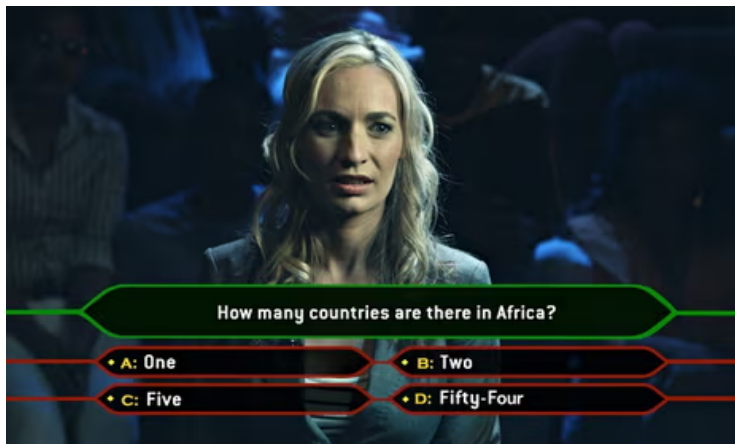 How many countries are there in Africa?
A: One
B: Two
C: Five
D: Fifty-Four